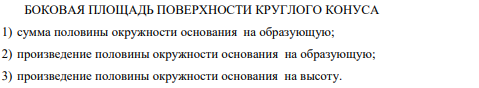 БОКОВАЯ ПЛОЩАДЬ ПОВЕРХНОСТИ КРУГЛОГО КОНУСА
1) сумма половины окружности основания на образующую;
2) произведение половины окружности основания на образующую;
3) произведение половины окружности основания на высоту.